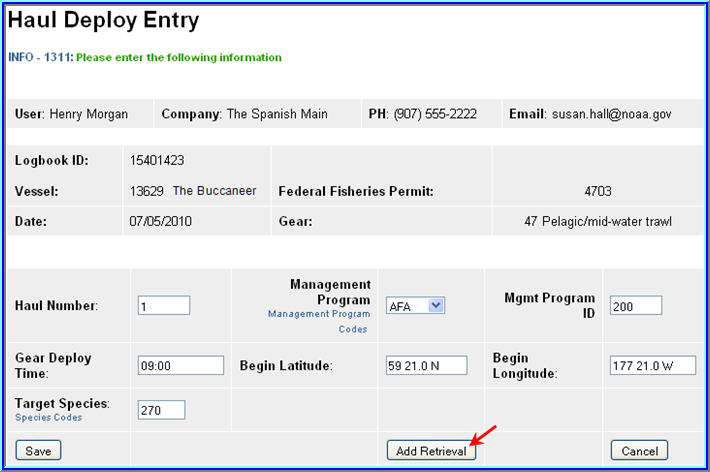 Haul Deploy Entry
INFO - 1311: Please enter the following information
User: Henry Morgan Company: The Spanish Main PH: (907) 555-2222 Email: susan.hall@noaa.gov
Logbook ID: 15401423
Vessel: 13629 The Buccaneer Federal Fisheries Permit: 4703
Date: 07/05/2010 Gear: 47 Pelagic/mid-water trawl
Haul Number: 1 Management Program AFA Mgmt Program ID 200
Management Program Codes
Gear Deploy Time: 09:00 Begin Latitude: 59 21.0 N Begin Longitude: 177 21.0 W
Target Species: 270
Species Codes
Save Add Retrieval Cancel